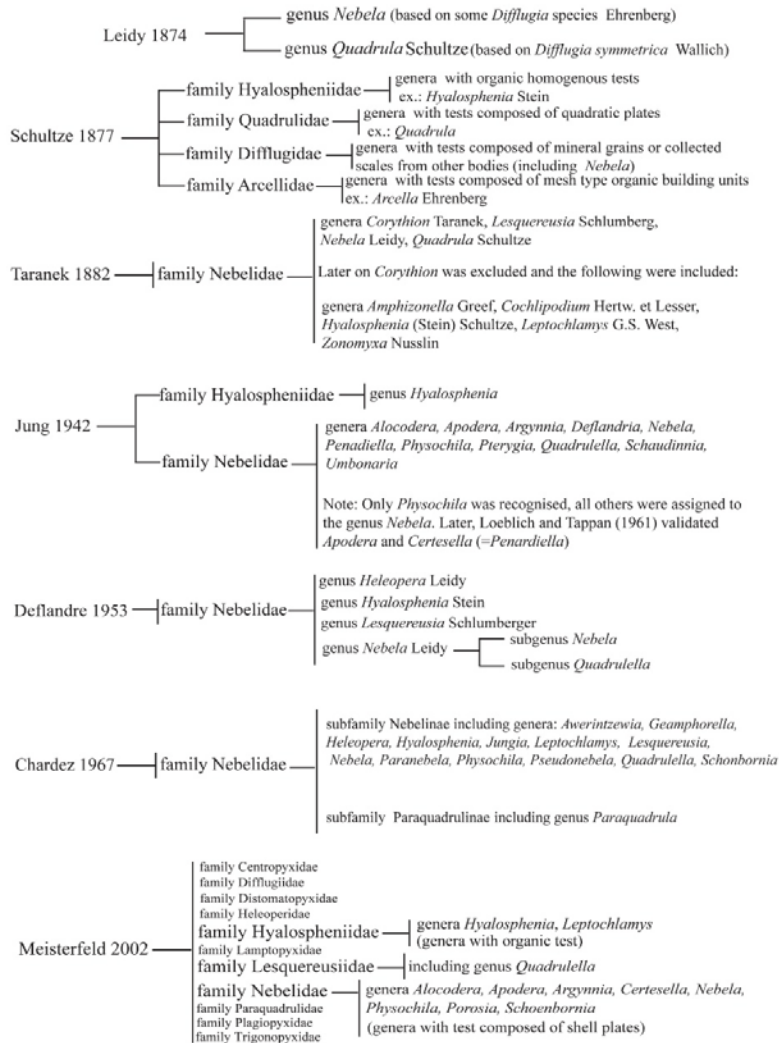 Leidy 1874
genus Nebela (based on some Difflugia species Ehrenberg)
genus Quadrula Schultze (based on Difflugia symmetrica Wallich)
Schultze 1877
family Hyalospheniidae
genera with organic homogenous tests
ex.: Hyalosphenia Stein
family Quadrulidae
genera with tests composed of quadratic plates
ex.: Quadrula
family Difflugidae
genera with tests composed of mineral grains or collected
scales from other bodies (including Nebela)
family Arcellidae
genera with tests composed of mesh type organic building units
ex.: Arcella Ehrenberg
Taranek 1882
family Nebelidae
genera Corythion Taranek, Lesquereusia Schlumberg,
Nebela Leidy, Quadrula Schultze
Later on Corythion was excluded and the following were included:
genera Amphizonella Greef, Cochlipodium Hertw. et Lesser,
Hyalosphenia (Stein) Schultze, Leptochlamys G.S. West,
Zonomyxa Nusslin
Jung 1942
family Hyalospheniidae
genus Hyalosphenia
family Nebelidae
genera Alocodera, Apodera, Argynnia, Deflandria, Nebela,
Penadiella, Physochila, Pterygia, Quadrulella, Schaudinnia,
Umbonaria
Note: Only Physochila was recognised, all others were assigned to
the genus Nebela. Later, Loeblich and Tappan (1961) validated
Apodera and Certesella (=Penardiella)
Deflandre 1953
family Nebelidae
genus Heleopera Leidy
genus Hyalosphenia Stein
genus Lesquereusia Schlumberger
genus Nebela Leidy
subgenus Nebela
subgenus Quadrulella
Chardez 1967
family Nebelidae
subfamily Nebelinae including genera: Awerintzewia, Geamphorella,
Heleopera, Hyalosphenia, Jungia, Leptochlamys, Lesquereusia,
Nebela, Paranebela, Physochila, Pseudonebela, Quadrulella, Schonbornia
subfamily Paraquadrulinae including genus Paraquadrula
Meisterfeld 2002
family Centropyxidae
family Difflugiidae
family Distomatopyxidae
family Heleoperidae
family Hyalospheniidae
genera Hyalosphenia, Leptochlamys
(genera with organic test)
family Lamptopyxidae
family Lesquereusiidae
including genus Quadrulella
family Nebelidae
genera Alocodera, Apodera, Argynnia, Certesella, Nebela,
Physochila, Porosia, Schoenbornia
(genera with test composed of shell plates)
family Paraquadrulidae
family Plagiopyxidae
family Trigonopyxidae